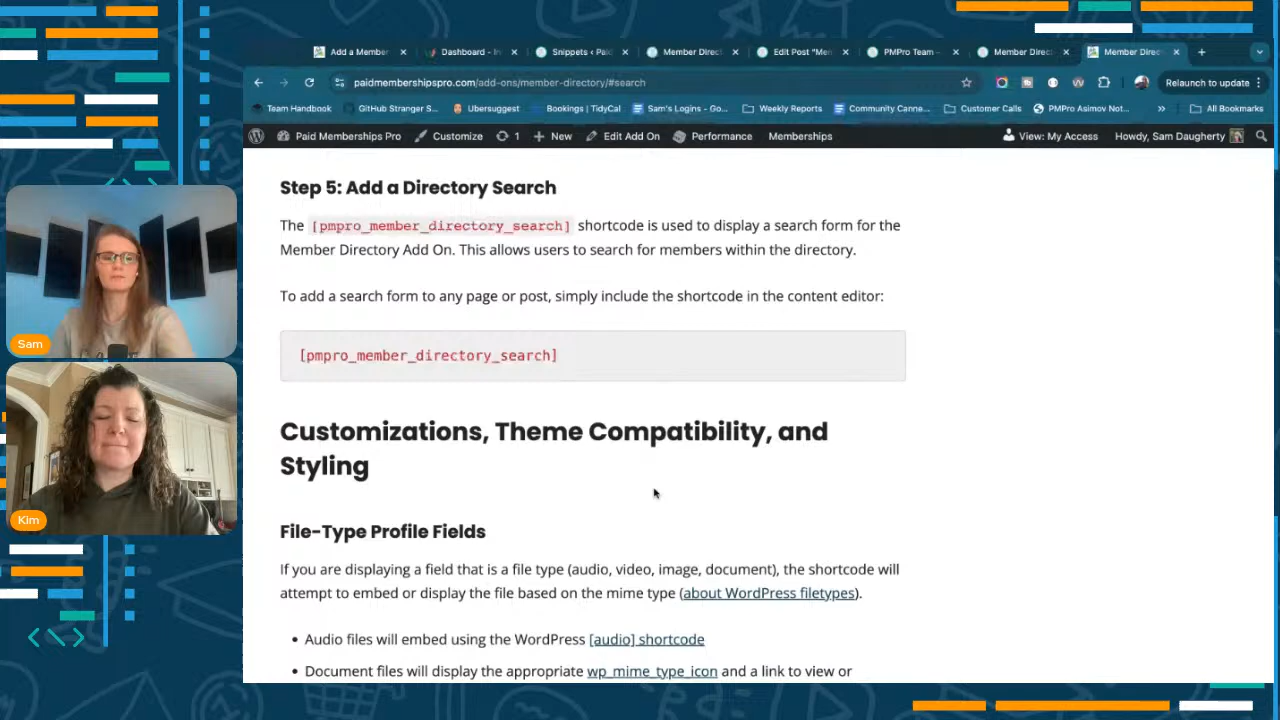 Add a Member
Dashboard - P
Snippets ‹ Paid
Member Direc
Edit Post "Mem
PMPro Team –
Member Direc
Member Direc
paidmembershipspro.com/add-ons/member-directory/#search
Relaunch to update
Team Handbook
GitHub Stranger S...
Ubersuggest
Bookings | TidyCal
Sam's Logins - Go...
Weekly Reports
Community Canne...
Customer Calls
PMPro Asimov Not...
»
All Bookmarks
Paid Memberships Pro
Customize
1
New
Edit Add On
Performance
Memberships
View: My Access
Howdy, Sam Daugherty
Step 5: Add a Directory Search
The [pmpro_member_directory_search] shortcode is used to display a search form for the
Member Directory Add On. This allows users to search for members within the directory.
To add a search form to any page or post, simply include the shortcode in the content editor:
[pmpro_member_directory_search]
Customizations, Theme Compatibility, and
Styling
File-Type Profile Fields
If you are displaying a field that is a file type (audio, video, image, document), the shortcode will
attempt to embed or display the file based on the mime type (about WordPress filetypes).
• Audio files will embed using the WordPress [audio] shortcode
• Document files will display the appropriate wp_mime_type_icon and a link to view or
Sam
Kim